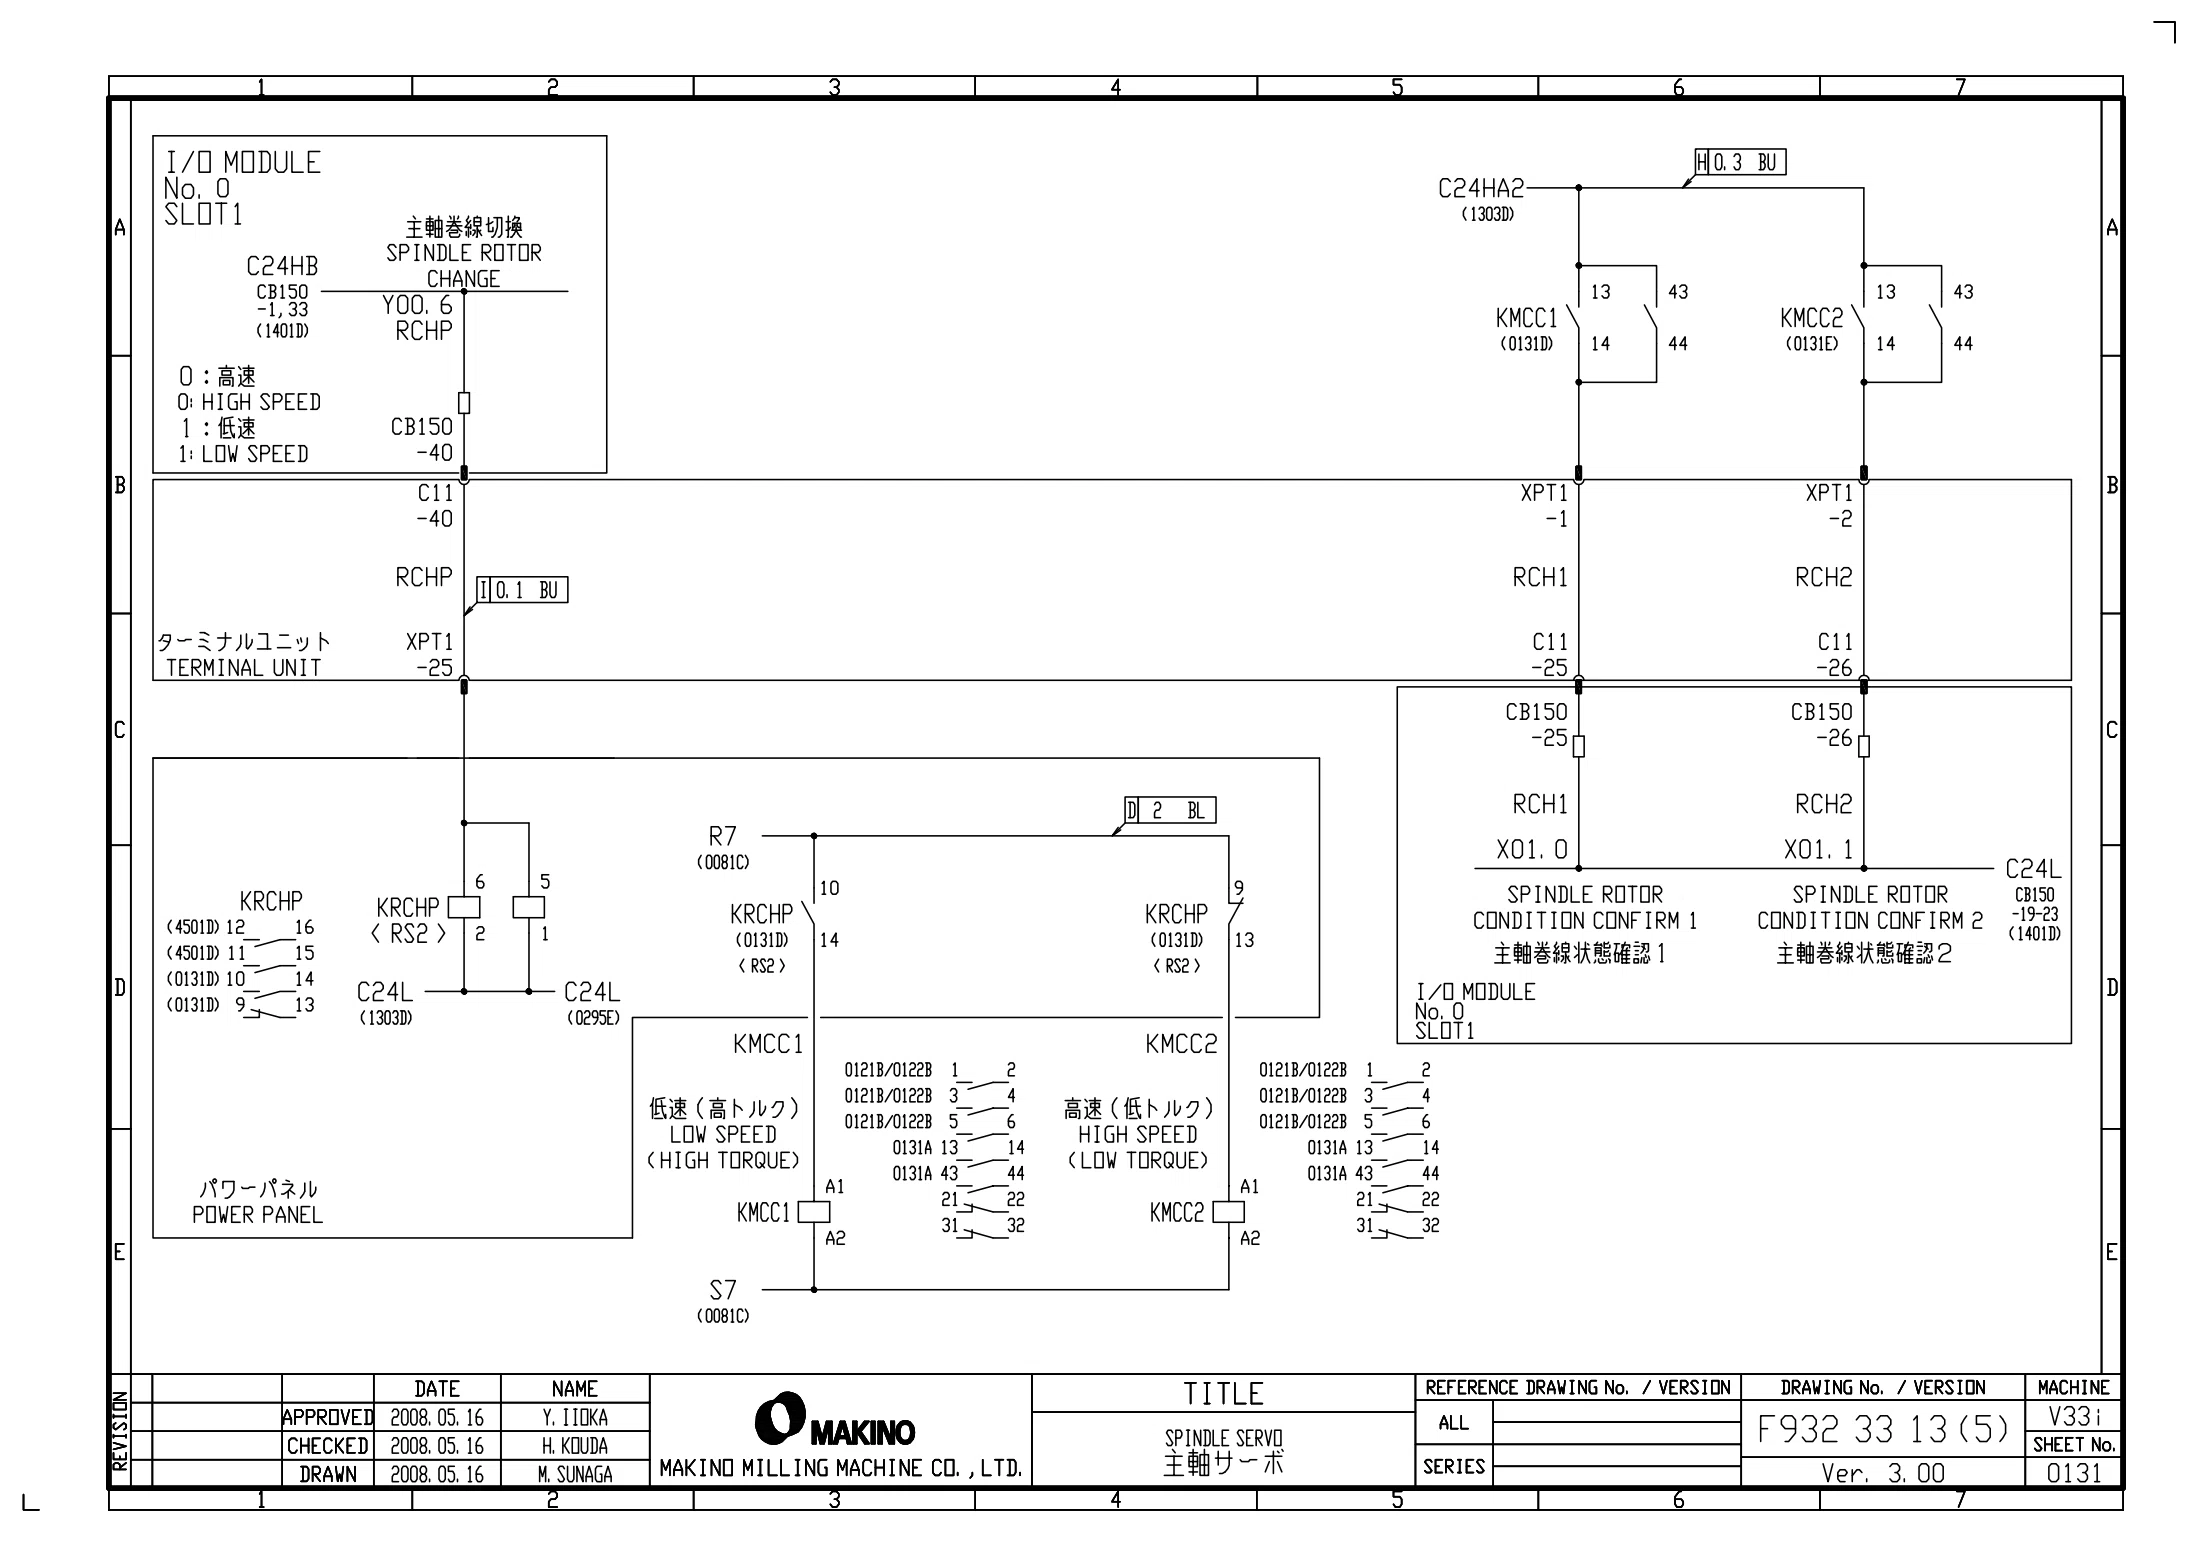 1 2 3 4 5 6 7
A
B
C
D
E
I/O MODULE
No. 0
SLOT1
主軸巻線切換
SPINDLE ROTOR
CHANGE
C24HB
CB150
-1,33
(1401D)
Y00. 6
RCHP
0：高速
0: HIGH SPEED
1：低速
1: LOW SPEED
CB150
-40
C24HA2
(1303D)
H 0. 3 BU
KMCC1
(0131D)
13
14
43
44
KMCC2
(0131E)
13
14
43
44
C11
-40
RCHP
I 0. 1 BU
ターミナルユニット
TERMINAL UNIT
XPT1
-25
XPT1
-1
RCH1
C11
-25
XPT1
-2
RCH2
C11
-26
CB150
-25
RCH1
X01. 0
CB150
-26
RCH2
X01. 1
C24L
CB150
-19-23
(1401D)
SPINDLE ROTOR
CONDITION CONFIRM 1
主軸巻線状態確認1
SPINDLE ROTOR
CONDITION CONFIRM 2
主軸巻線状態確認2
I/O MODULE
No. 0
SLOT1
KRCHP
(4501D) 12 16
(4501D) 11 15
(0131D) 10 14
(0131D) 9 13
KRCHP
<RS2>
6
2
5
1
C24L
(1303D)
C24L
(0295E)
R7
(0081C)
D 2 BL
10
KRCHP
(0131D)
14
<RS2>
9
KRCHP
(0131D)
13
<RS2>
KMCC1
KMCC2
低速(高トルク)
LOW SPEED
(HIGH TORQUE)
0121B/0122B 1 2
0121B/0122B 3 4
0121B/0122B 5 6
0131A 13 14
0131A 43 44
21 22
31 32
高速(低トルク)
HIGH SPEED
(LOW TORQUE)
0121B/0122B 1 2
0121B/0122B 3 4
0121B/0122B 5 6
0131A 13 14
0131A 43 44
21 22
31 32
A1
KMCC1
A2
A1
KMCC2
A2
パワーパネル
POWER PANEL
S7
(0081C)
A
B
C
D
E
REVISION
DATE NAME
APPROVED 2008. 05. 16 Y. IIOKA
CHECKED 2008. 05. 16 H. KOUDA
DRAWN 2008. 05. 16 M. SUNAGA
MAKINO
MAKINO MILLING MACHINE CO. ,LTD.
TITLE
SPINDLE SERVO
主軸サーボ
REFERENCE DRAWING No. / VERSION
ALL
SERIES
DRAWING No. / VERSION
F932 33 13(5)
Ver. 3. 00
MACHINE
V33i
SHEET No.
0131
1 2 3 4 5 6 7